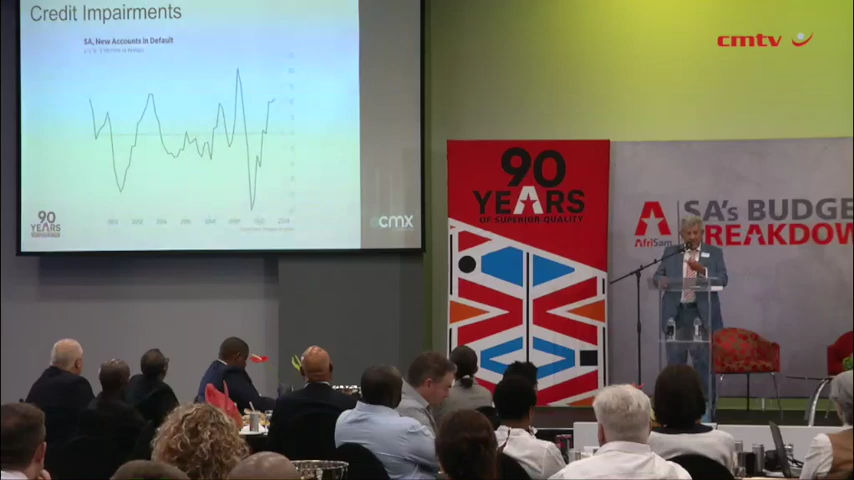 Credit Impairments
SA, New Accounts in Default
cmtv
90
YEARS
OF SUPERIOR QUALITY
AfriSam
SA's BUDGE
BREAKDOW
90
YEARS
cmx